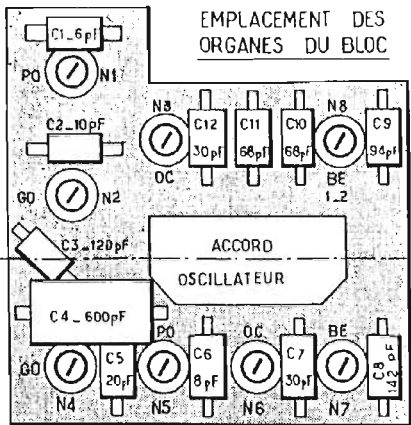 EMPLACEMENT DES
ORGANES DU BLOC
C1_6pF
PO N1
C2_10pF
GO N2
N3
OC
C12
30pF
C11
68pF
C10
68pF
N8
BE
1_2
C9
94pF
C3_120pF
ACCORD
OSCILLATEUR
C4_600pF
GO
N4
C5
20pF
PO
N5
C6
8pF
OC
N6
C7
30pF
BE
N7
C8
142pF